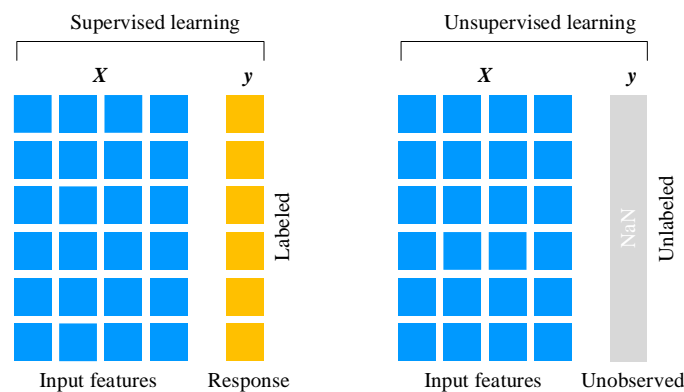 Supervised learning
X
y
Labeled
Input features
Response
Unsupervised learning
X
y
NaN
Unlabeled
Input features
Unobserved